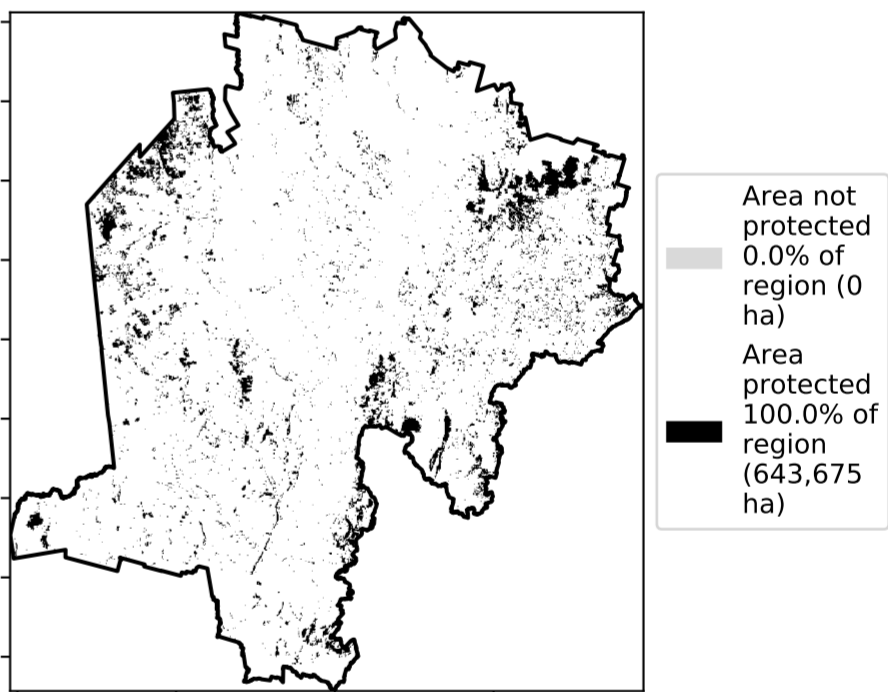 Area not
protected
0.0% of
region (0
ha)
Area
protected
100.0% of
region
(643,675
ha)